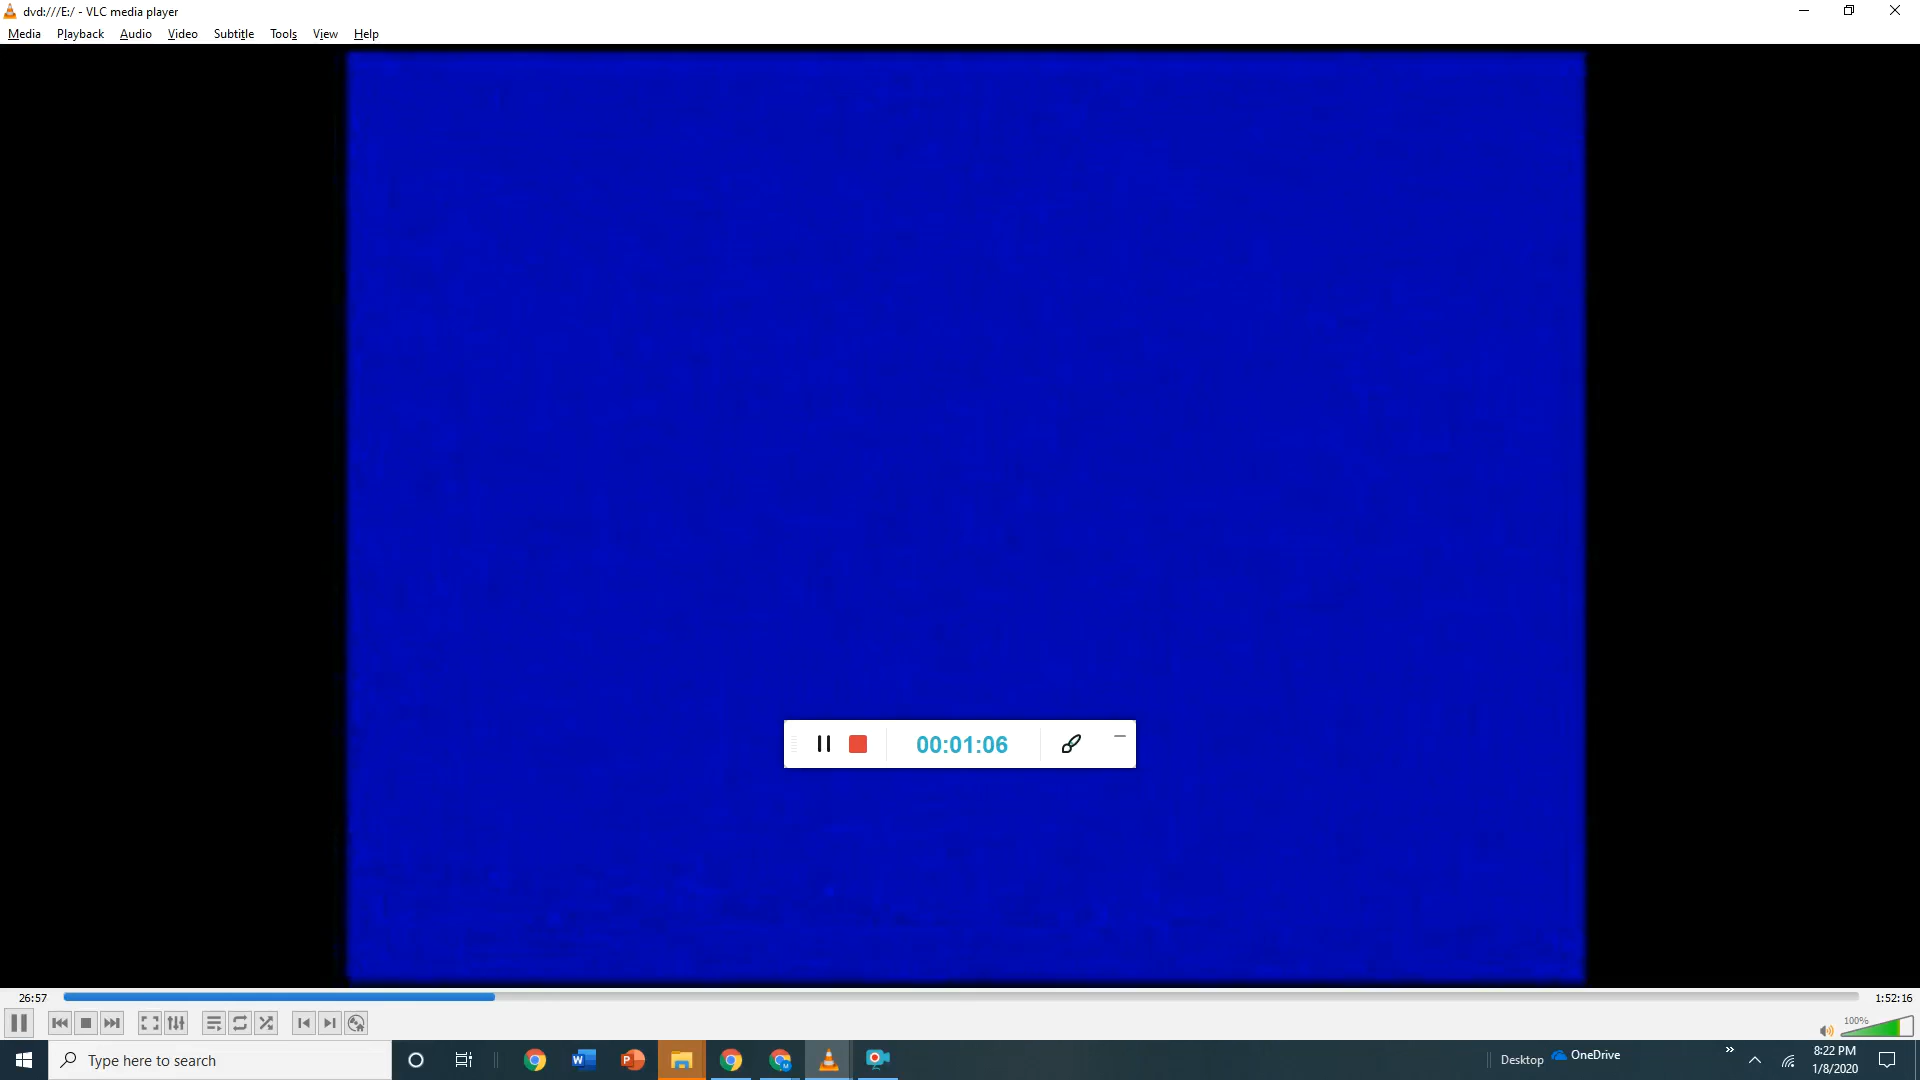 dvd:///E:/ - VLC media player
Media Playback Audio Video Subtitle Tools View Help
00:01:06
26:57
1:52:16
100%
Type here to search
Desktop
OneDrive
8:22 PM
1/8/2020